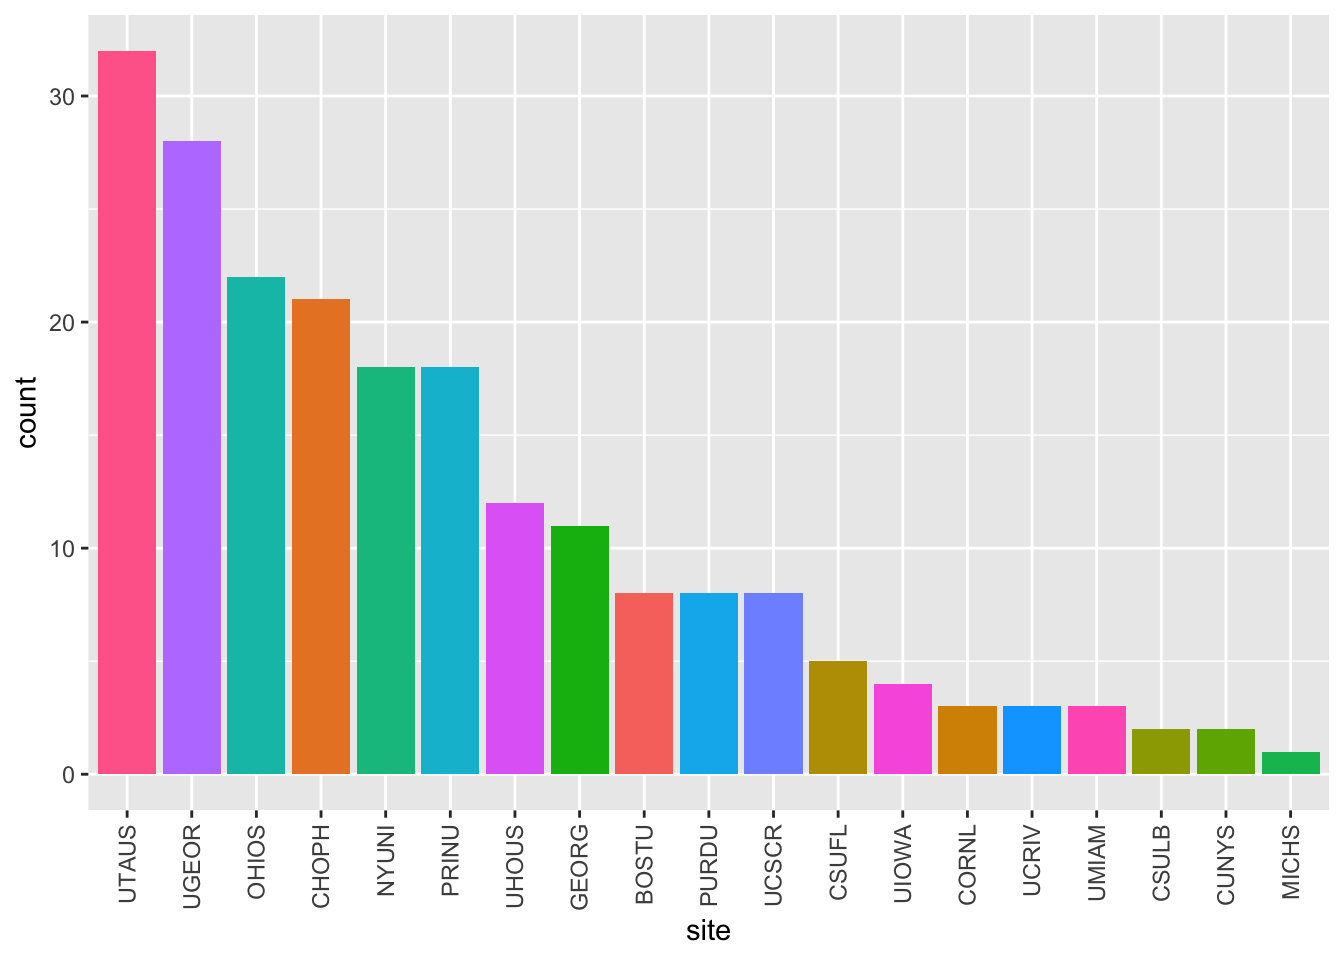 count
30
20
10
0
UTAUS
UGEOR
OHIOS
CHOPH
NYUNI
PRINU
UHOUS
GEORG
BOSTU
PURDU
UCSCR
CSUFL
UIOWA
CORNL
UCRIV
UMIAM
CSULB
CUNYS
MICHS
site